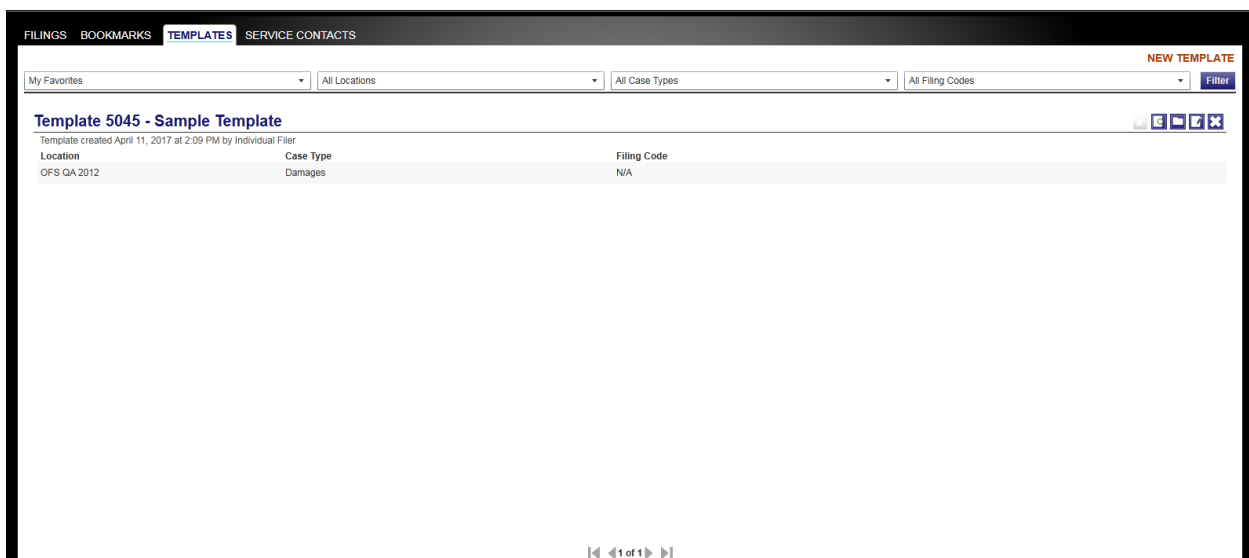 FILINGS BOOKMARKS TEMPLATES SERVICE CONTACTS
NEW TEMPLATE
My Favorites All Locations All Case Types All Filing Codes Filter
Template 5045 - Sample Template
Template created April 11, 2017 at 2:09 PM by Individual Filer
Location Case Type Filing Code
OFS QA 2012 Damages N/A
1 of 1